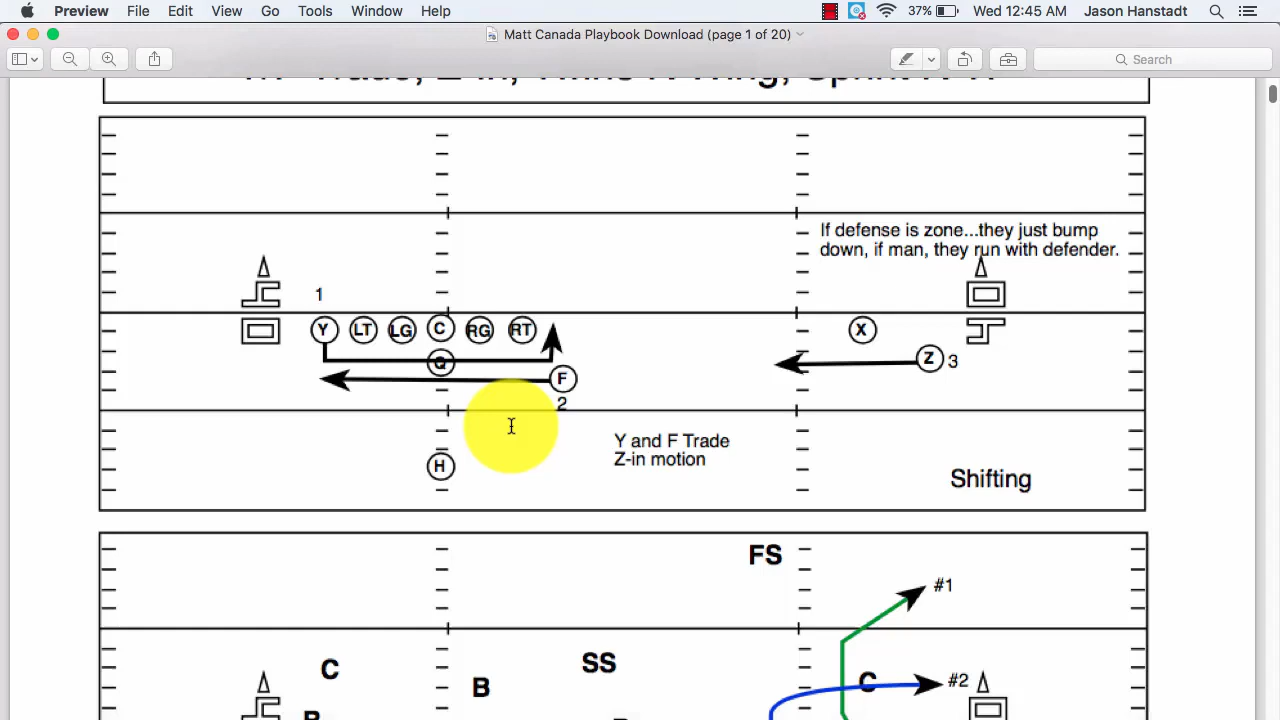 Preview File Edit View Go Tools Window Help 37% Wed 12:45 AM Jason Hanstadt
Matt Canada Playbook Download (page 1 of 20)
Search
If defense is zone...they just bump
down, if man, they run with defender.
1
Y LT LG C RG RT X
Q F Z 3
2
Y and F Trade
Z-in motion
H
Shifting
FS
#1
C SS
B C #2